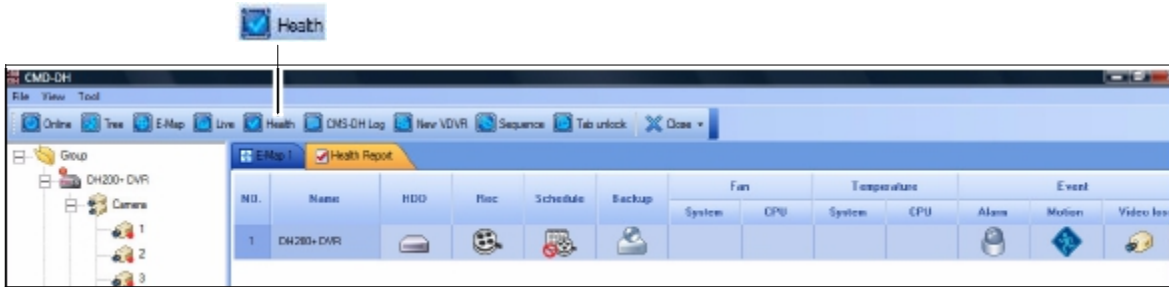 Health
CMD-DH
File View Tool
Online Tree E-Map Live Health CMS-DH Log New VDVR Sequence Tab unlock Close
Group
E-Map 1 Health Report
DH200+ DVR
Camera
1
2
3
NO. Name HDD Rec Schedule Backup Fan Temperature Event
System CPU System CPU Alarm Motion Video loss
1 DH200+ DVR